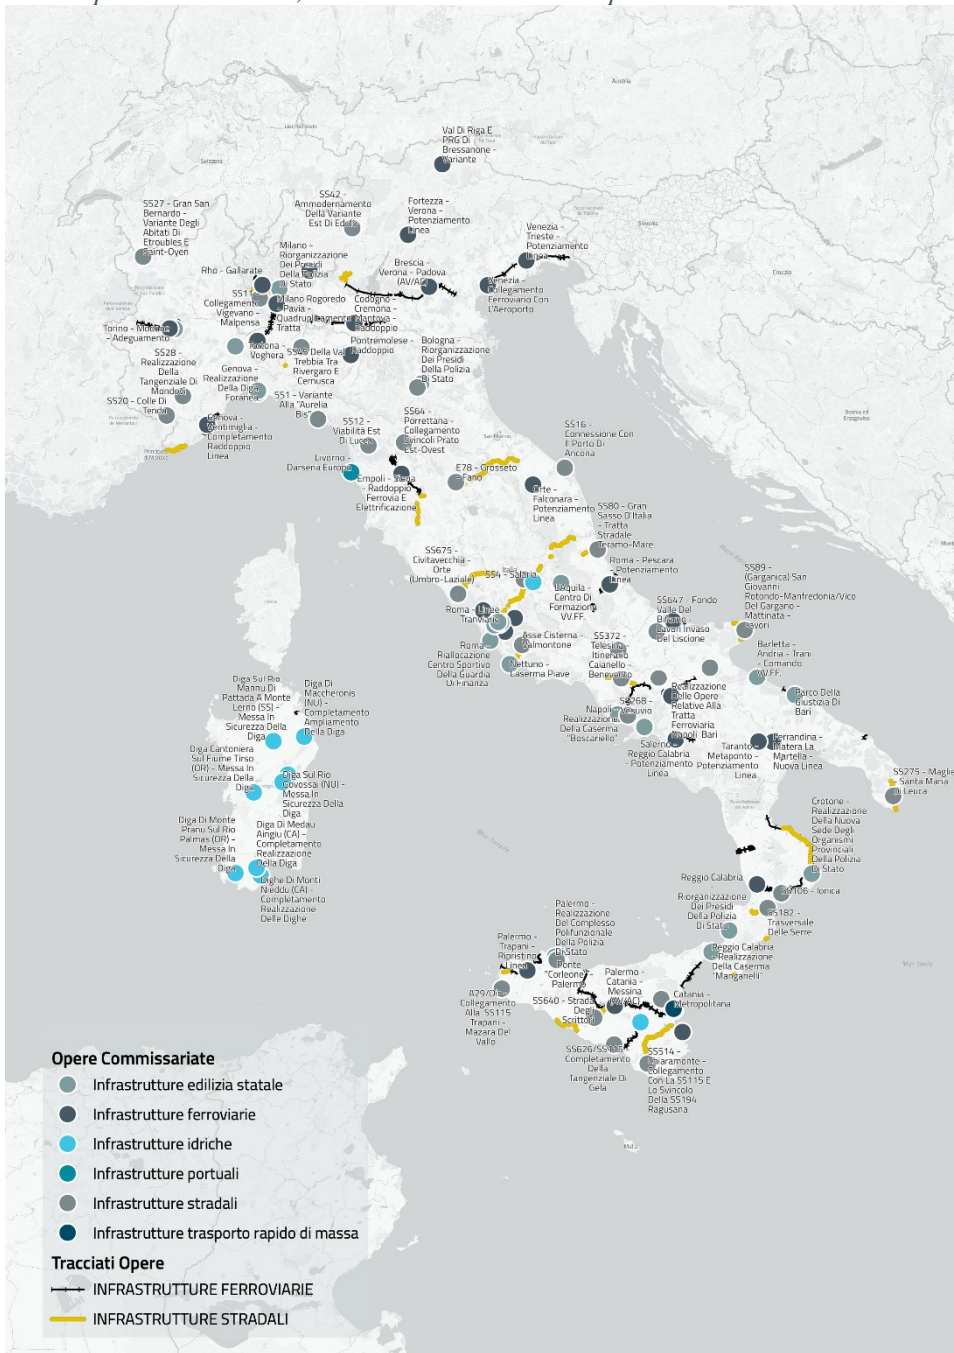 Austria
Svizzera
Slovenia
Croazia
Val Di Riga E
PRG Di
Bressanone -
Variante
SS27 - Gran San
Bernardo -
Variante Degli
Abitati Di
Etroubles E
Saint-Oyen
SS42 -
Ammodernamento
Della Variante
Est Di Edolo
Fortezza -
Verona -
Potenziamento
Linea
Venezia -
Trieste -
Potenziamento
Linea
Milano -
Riorganizzazione
Dei Presidi
Della Polizia
Di Stato
Rho - Gallarate
Brescia -
Verona - Padova
(AV/AC)
Venezia -
Collegamento
Ferroviario Con
L'Aeroporto
SS11
Collegamento
Vigevano -
Malpensa
Milano Rogoredo
- Pavia -
Quadruplicamento
Tratta
Codogno -
Cremona -
Mantova -
Raddoppio
Torino -
- Adeguamento
Voghera
SS45 Della Val
Trebbia Tra
Rivergaro E
Cernusca
Pontremolese -
Raddoppio
Bologna -
Riorganizzazione
Dei Presidi
Della Polizia
Di Stato
SS28 -
Realizzazione
Della
Tangenziale Di
Mondovì
Genova -
Realizzazione
Della Diga
Foranea
SS1 - Variante
Alla "Aurelia
Bis"
SS20 - Colle Di
Tenda
Genova -
Ventimiglia -
Completamento
Raddoppio
Linea
SS12 -
Viabilità Est
Di Lucca
SS64 -
Porrettana -
Collegamento
Svincoli Prato
Est-Ovest
San Marino
SS16 -
Connessione Con
Il Porto Di
Ancona
Livorno -
Darsena Europa
Empoli - Siena
- Raddoppio
Ferrovia E
Elettrificazione
E78 - Grosseto
- Fano
Orte -
Falconara -
Potenziamento
Linea
SS80 - Gran
Sasso D'Italia
- Tratta
Stradale
Teramo-Mare
SS675 -
Civitavecchia -
Orte
(Umbro-Laziale)
Italia
SS4 - Salaria
L'Aquila -
Centro Di
Formazione
VV.FF.
Roma - Pescara
- Potenziamento
Linea
Roma - Linee
Tranviarie
SS647 - Fondo
Valle Del
Biferno -
Lavori Invaso
Del Liscione
SS89 -
(Garganica) San
Giovanni
Rotondo-Manfredonia/Vico
Del Gargano -
Mattinata -
Lavori
Roma -
Riallocazione
Centro Sportivo
Della Guardia
Di Finanza
Asse Cisterna -
Valmontone
Nettuno -
Caserma Piave
SS372 -
Telesina -
Itinerario
Caianello -
Benevento
Barletta -
Andria - Trani
- Comando
VV.FF.
Parco Della
Giustizia Di
Bari
SS268 -
Vesuvio
Napoli -
Realizzazione
Della Caserma
"Boscariello"
Realizzazione
Delle Opere
Relative Alla
Tratta
Ferroviaria
Napoli Bari
Salerno -
Reggio Calabria
- Potenziamento
Linea
Taranto -
Metaponto -
Potenziamento
Linea
Ferrandina -
Matera La
Martella -
Nuova Linea
SS275 - Maglie
- Santa Maria
Di Leuca
Diga Sul Rio
Mannu Di
Pattada A Monte
Lerno (SS) -
Messa In
Sicurezza Della
Diga
Diga Di
Maccheronis
(NU) -
Completamento
Ampliamento
Della Diga
Diga Cantoniera
Sul Fiume Tirso
(OR) - Messa In
Sicurezza Della
Diga
Diga Sul Rio
Govossai (NU) -
Messa In
Sicurezza Della
Diga
Diga Di Monte
Pranu Sul Rio
Palmas (OR) -
Messa In
Sicurezza Della
Diga
Diga Di Medau
Aingiu (CA) -
Completamento
Realizzazione
Della Diga
Dighe Di Monti
Nieddu (CA) -
Completamento
Realizzazione
Delle Dighe
Mar Tirreno
Crotone -
Realizzazione
Della Nuova
Sede Degli
Organismi
Provinciali
Della Polizia
Di Stato
Reggio Calabria
-
Riorganizzazione
Dei Presidi
Della Polizia
Di Stato
SS106 - Ionica
SS182 -
Trasversale
Delle Serre
Reggio Calabria
- Realizzazione
Della Caserma
"Manganelli"
Mar Ionio
Palermo -
Realizzazione
Del Complesso
Polifunzionale
Della Polizia
Di Stato
Palermo -
Trapani -
Ripristino
Linea
Ponte
"Corleone" -
Palermo
Palermo -
Catania -
Messina
(AV/AC)
Catania -
Metropolitana
A29/Dir -
Collegamento
Alla SS115
Trapani -
Mazara Del
Vallo
SS640 - Strada
Degli
Scrittori
SS626/SS115 -
Completamento
Della
Tangenziale Di
Gela
SS514 -
Chiaramonte -
Collegamento
Con La SS115 E
Lo Svincolo
Della SS194
Ragusana
Malta
Opere Commissariate
Infrastrutture edilizia statale
Infrastrutture ferroviarie
Infrastrutture idriche
Infrastrutture portuali
Infrastrutture stradali
Infrastrutture trasporto rapido di massa
Tracciati Opere
INFRASTRUTTURE FERROVIARIE
INFRASTRUTTURE STRADALI